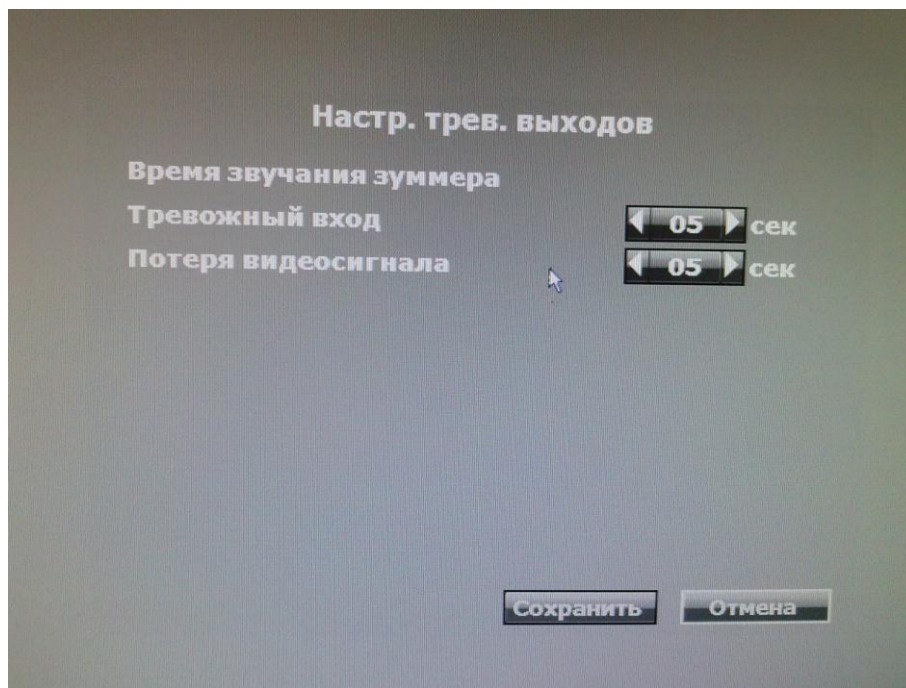 Настр. трев. выходов
Время звучания зуммера
Тревожный вход 05 сек
Потеря видеосигнала 05 сек
Сохранить Отмена